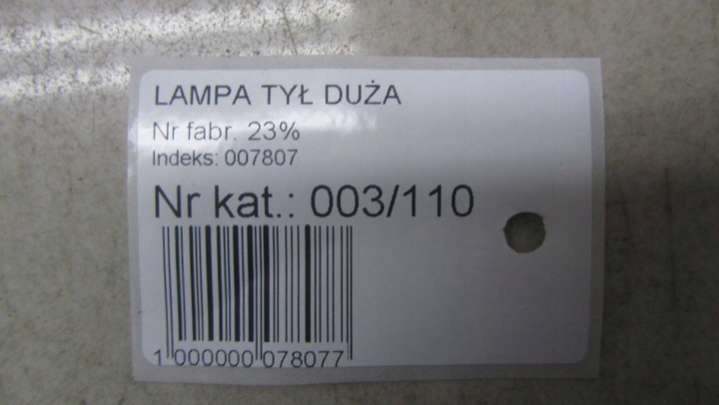 LAMPA TYŁ DUŻA
Nr fabr. 23%
Indeks: 007807
Nr kat.: 003/110
1 000000 078077